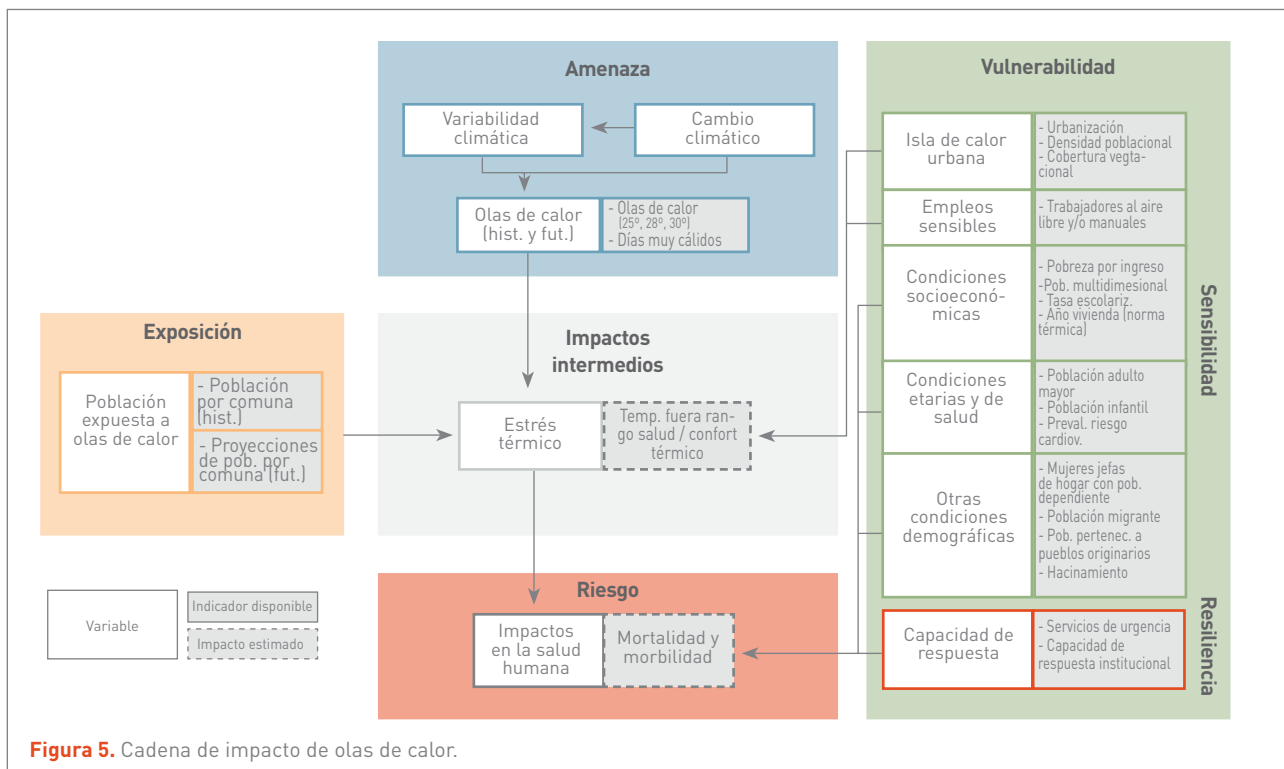 Amenaza
Variabilidad
climática
Cambio
climático
Olas de calor
(hist. y fut.)
- Olas de calor
(25º, 28º, 30º)
- Días muy cálidos
Exposición
Población
expuesta a
olas de calor
- Población
por comuna
(hist.)
- Proyecciones
de pob. por
comuna (fut.)
Impactos
intermedios
Estrés
térmico
Temp. fuera ran-
go salud / confort
térmico
Riesgo
Impactos
en la salud
humana
Mortalidad y
morbilidad
Vulnerabilidad
Isla de calor
urbana
- Urbanización
- Densidad poblacional
- Cobertura vegta-
cional
Empleos
sensibles
- Trabajadores al aire
libre y/o manuales
Condiciones
socioeconó-
micas
- Pobreza por ingreso
-Pob. multidimesional
- Tasa escolariz.
- Año vivienda (norma
térmica)
Condiciones
etarias y de
salud
- Población adulto
mayor
- Población infantil
- Preval. riesgo
cardiov.
Otras
condiciones
demográficas
- Mujeres jefas
de hogar con pob.
dependiente
- Población migrante
- Pob. pertenec. a
pueblos originarios
- Hacinamiento
Sensibilidad
Capacidad de
respuesta
- Servicios de urgencia
- Capacidad de
respuesta institucional
Resiliencia
Variable
Indicador disponible
Impacto estimado
Figura 5. Cadena de impacto de olas de calor.